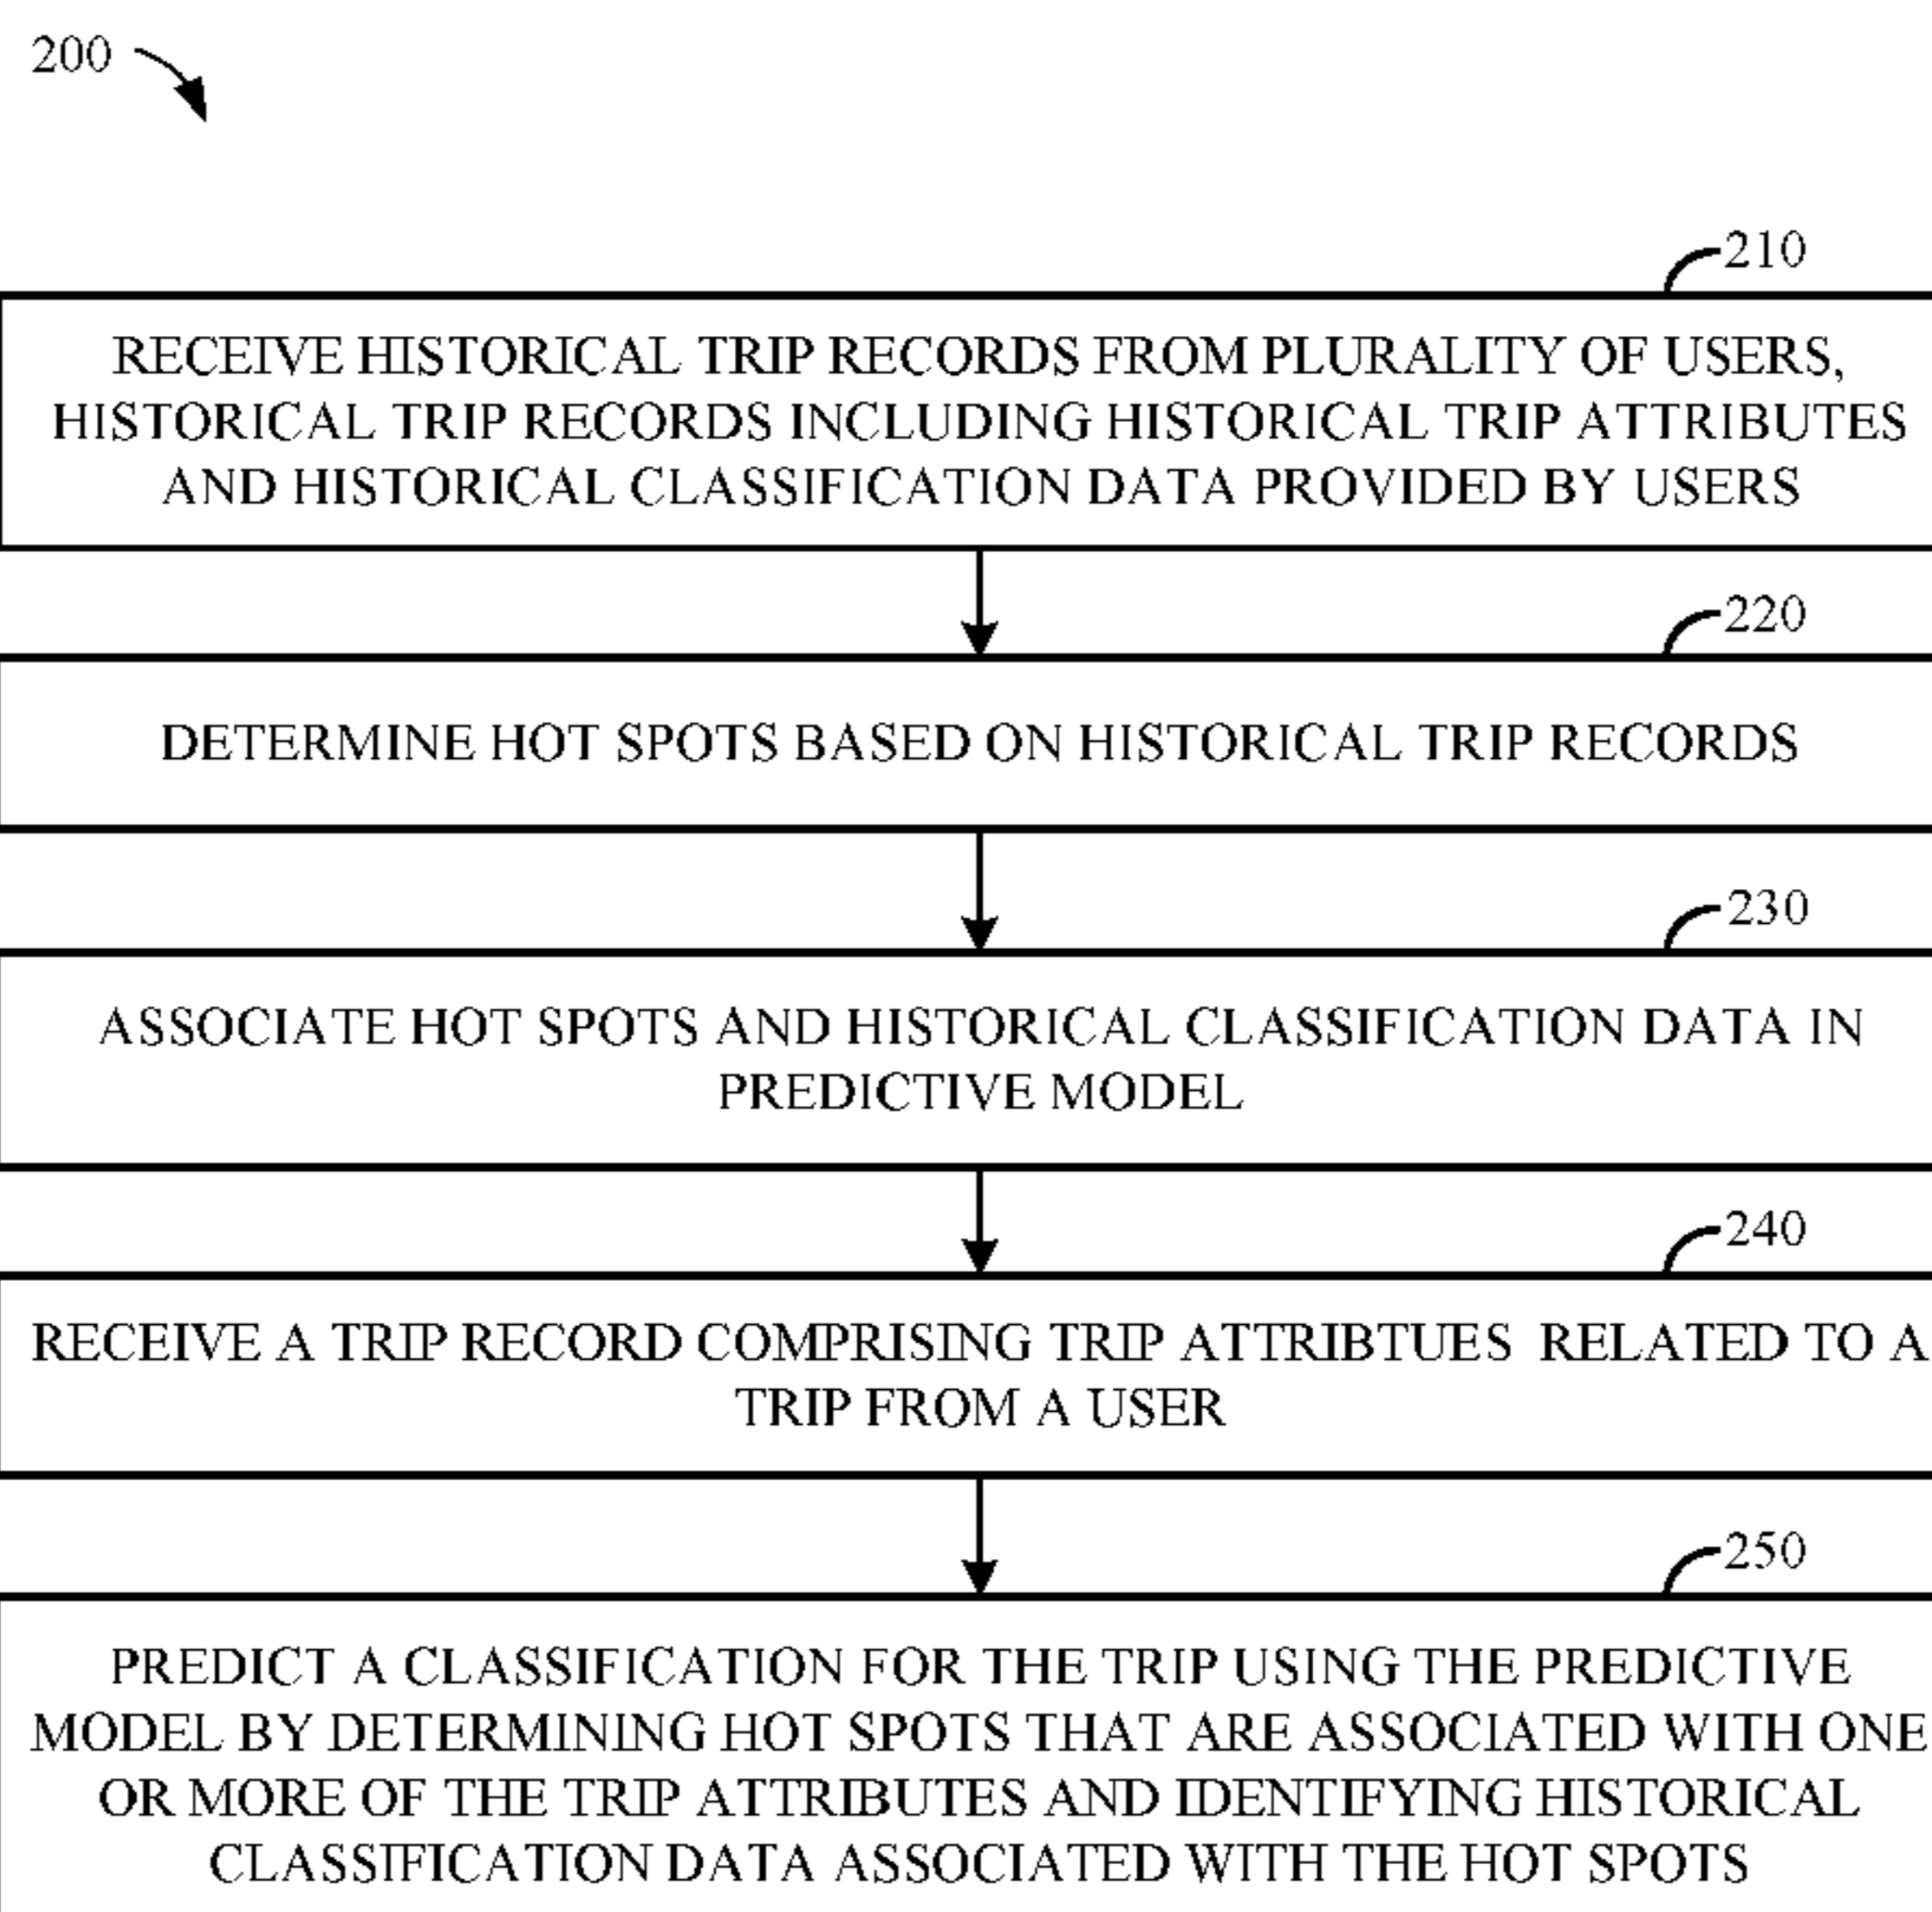 200
210
RECEIVE HISTORICAL TRIP RECORDS FROM PLURALITY OF USERS,
HISTORICAL TRIP RECORDS INCLUDING HISTORICAL TRIP ATTRIBUTES
AND HISTORICAL CLASSIFICATION DATA PROVIDED BY USERS
220
DETERMINE HOT SPOTS BASED ON HISTORICAL TRIP RECORDS
230
ASSOCIATE HOT SPOTS AND HISTORICAL CLASSIFICATION DATA IN
PREDICTIVE MODEL
240
RECEIVE A TRIP RECORD COMPRISING TRIP ATTRIBTUES RELATED TO A
TRIP FROM A USER
250
PREDICT A CLASSIFICATION FOR THE TRIP USING THE PREDICTIVE
MODEL BY DETERMINING HOT SPOTS THAT ARE ASSOCIATED WITH ONE
OR MORE OF THE TRIP ATTRIBUTES AND IDENTIFYING HISTORICAL
CLASSIFICATION DATA ASSOCIATED WITH THE HOT SPOTS